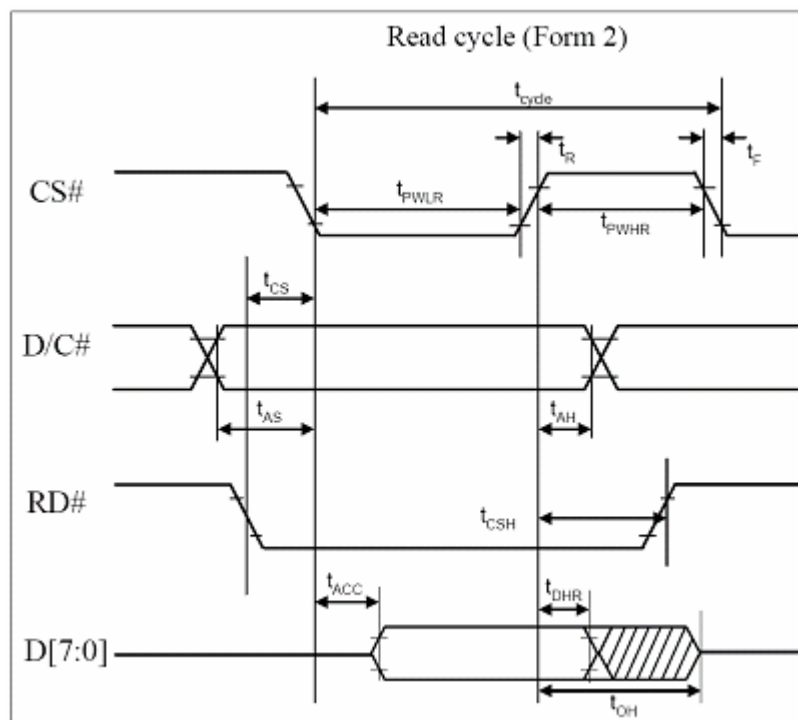 Read cycle (Form 2)
tcycle
tR
tF
CS#
tPWLR
tPWHR
tCS
D/C#
tAS
tAH
RD#
tCSH
tACC
tDHR
D[7:0]
tOH